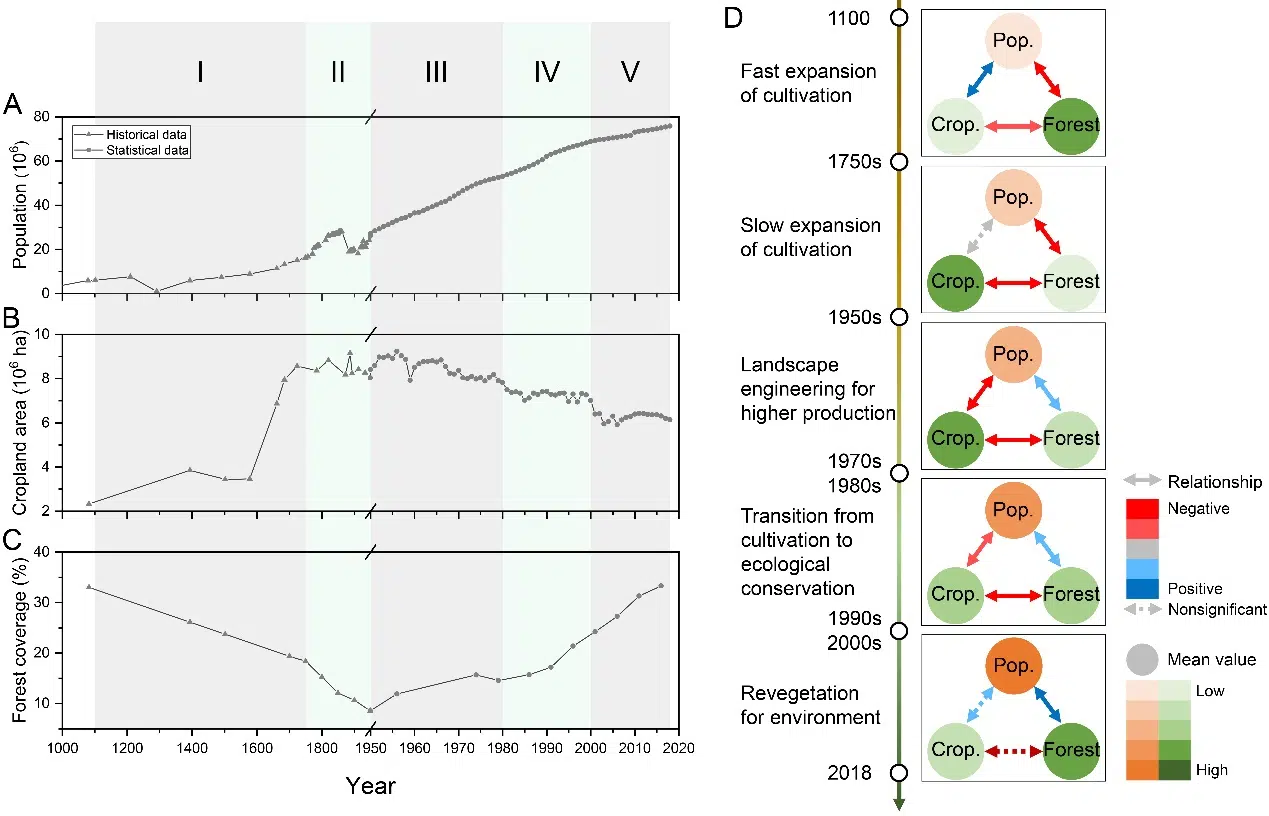 I
II
III
IV
V
A
Population (10⁶)
80
60
40
20
0
Historical data
Statistical data
B
Cropland area (10⁶ ha)
10
8
6
4
2
C
Forest coverage (%)
40
30
20
10
1000
1200
1400
1600
1800
1950
1960
1970
1980
1990
2000
2010
2020
Year
D
1100
Fast expansion
of cultivation
Pop.
Crop.
Forest
1750s
Slow expansion
of cultivation
Pop.
Crop.
Forest
1950s
Landscape
engineering for
higher production
Pop.
Crop.
Forest
1970s
1980s
Transition from
cultivation to
ecological
conservation
Pop.
Crop.
Forest
1990s
2000s
Revegetation
for environment
Pop.
Crop.
Forest
2018
Relationship
Negative
Positive
Nonsignificant
Mean value
Low
High